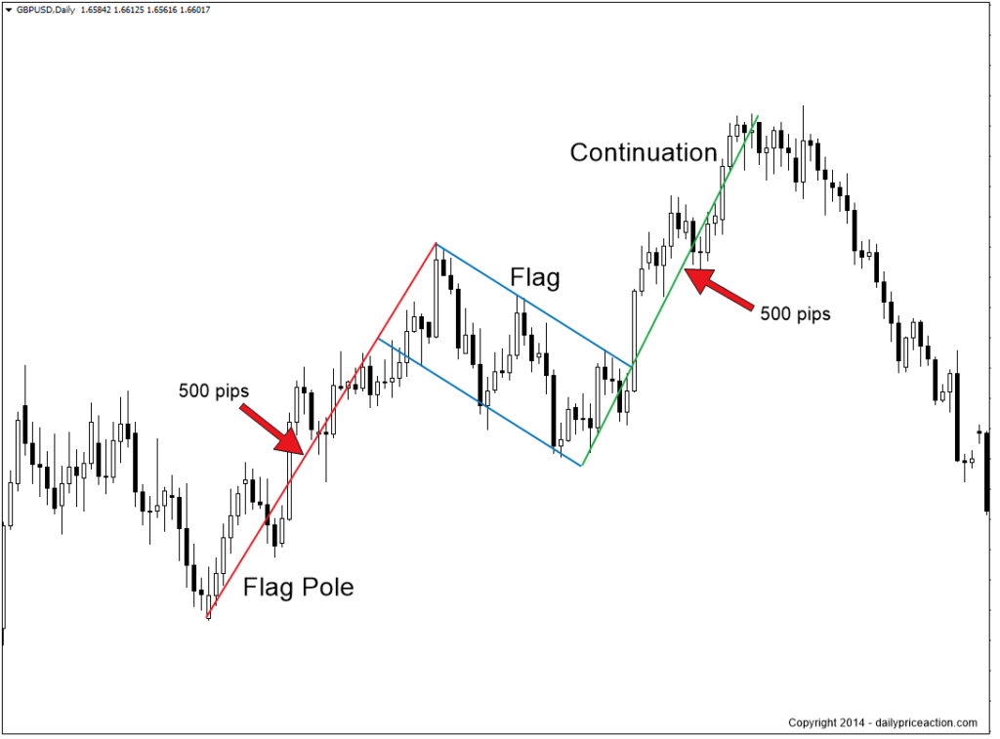 GBPUSD,Daily 1.65842 1.66125 1.65616 1.66017
Continuation
Flag
500 pips
500 pips
Flag Pole
Copyright 2014 - dailypriceaction.com